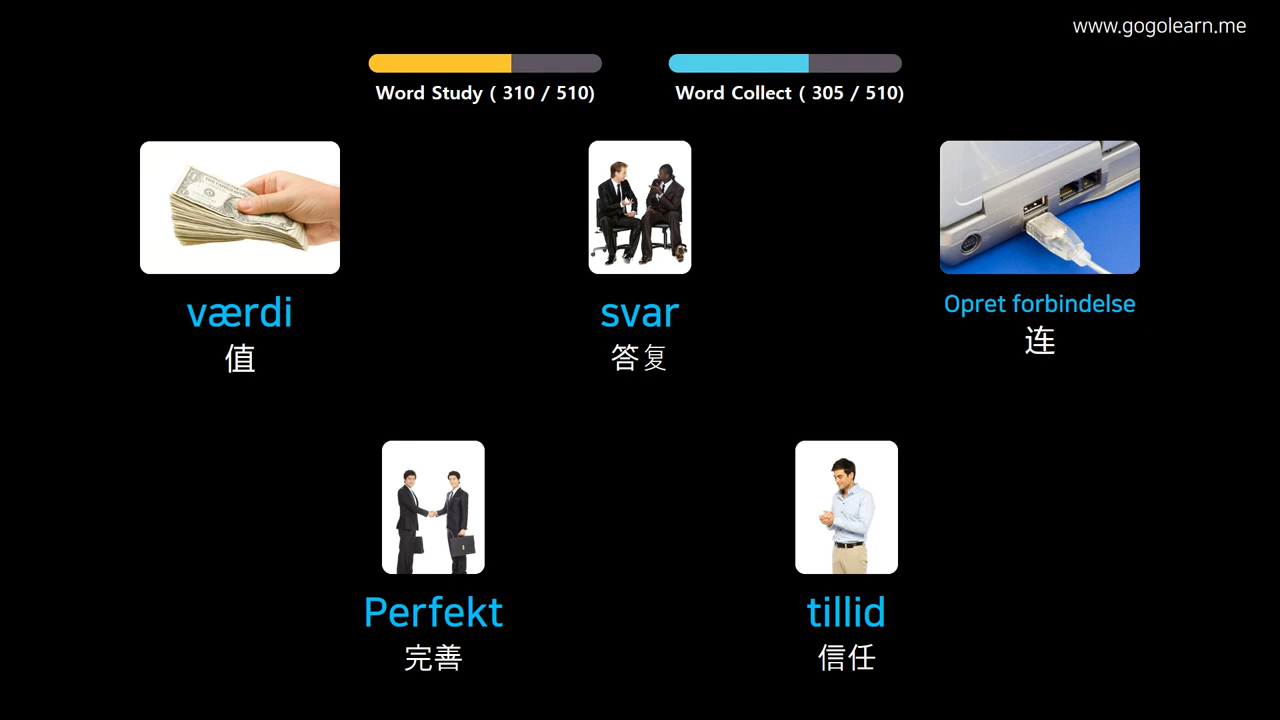 www.gogolearn.me
Word Study ( 310 / 510)
Word Collect ( 305 / 510)
værdi
值
svar
答复
Opret forbindelse
连
Perfekt
完善
tillid
信任